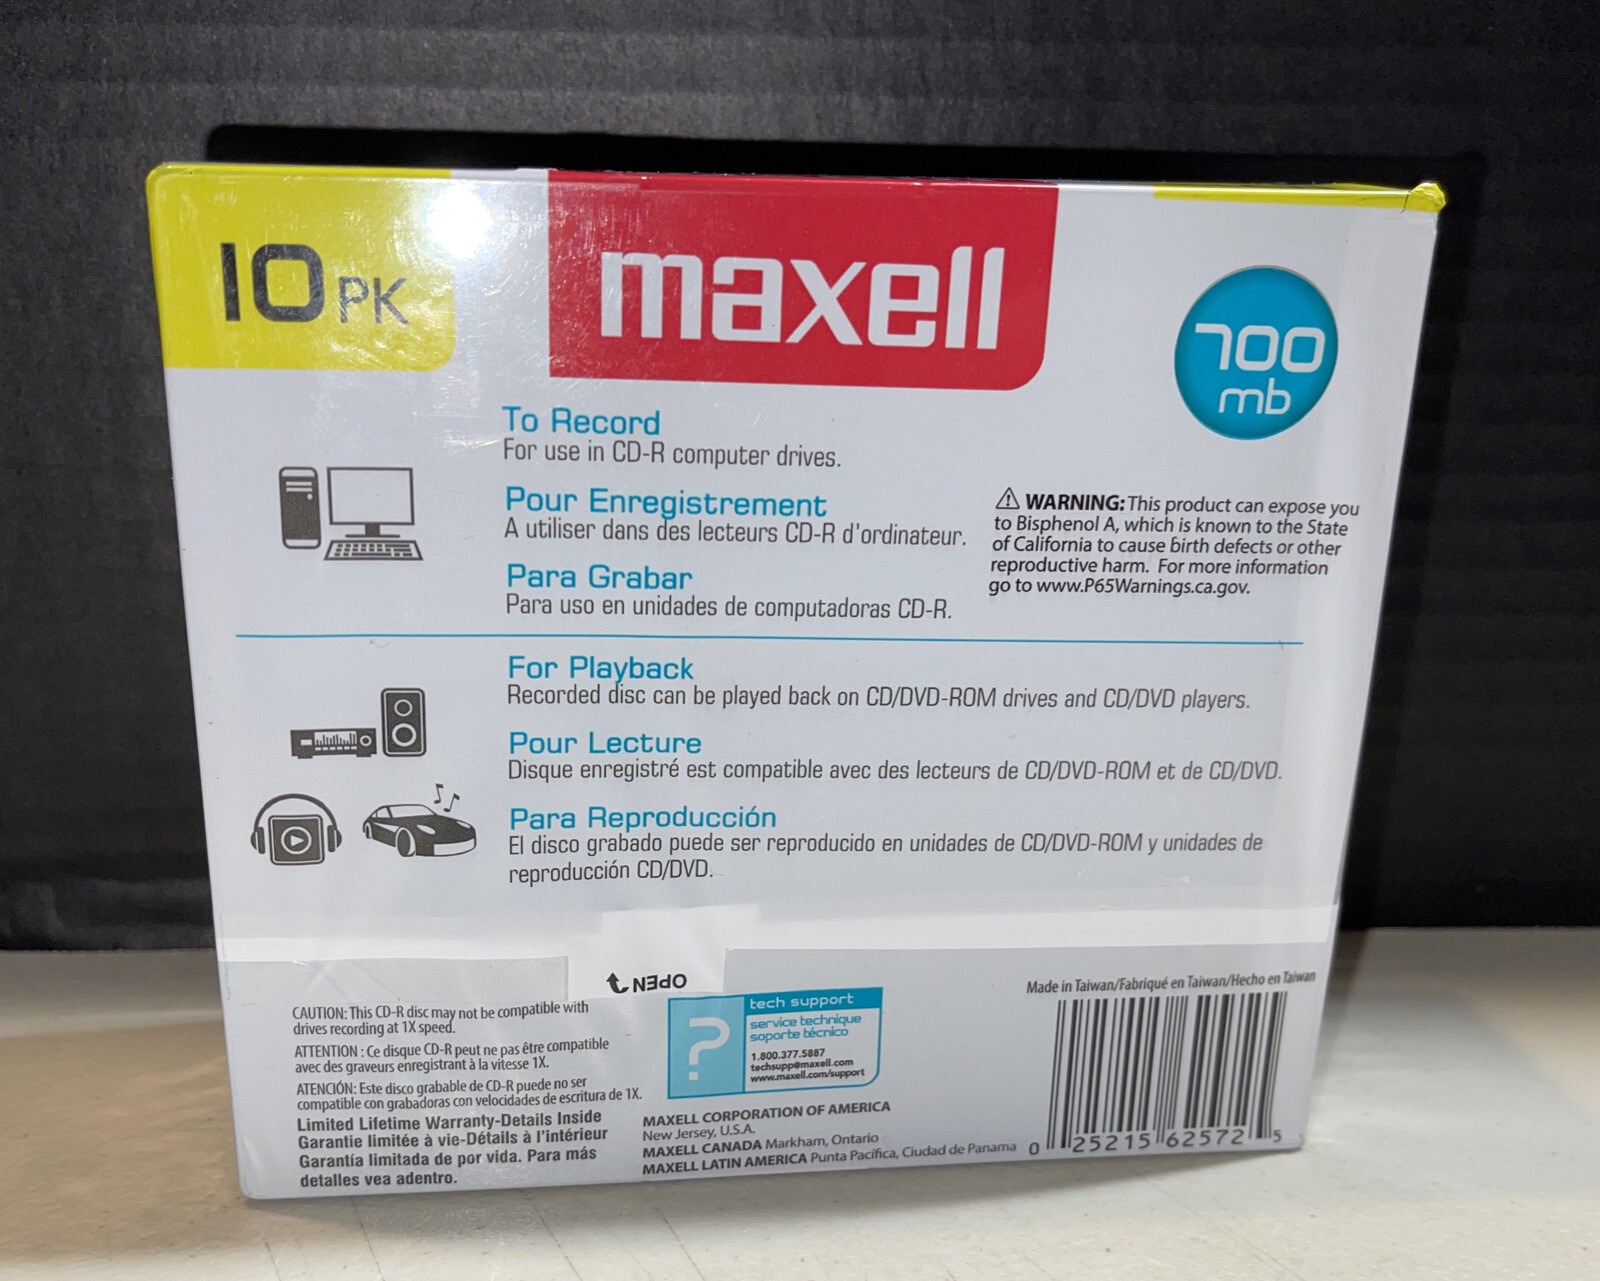 10 PK
maxell
700
mb
To Record
For use in CD-R computer drives.
Pour Enregistrement
A utiliser dans des lecteurs CD-R d'ordinateur.
Para Grabar
Para uso en unidades de computadoras CD-R.
⚠ WARNING: This product can expose you
to Bisphenol A, which is known to the State
of California to cause birth defects or other
reproductive harm. For more information
go to www.P65Warnings.ca.gov.
For Playback
Recorded disc can be played back on CD/DVD-ROM drives and CD/DVD players.
Pour Lecture
Disque enregistré est compatible avec des lecteurs de CD/DVD-ROM et de CD/DVD.
Para Reproducción
El disco grabado puede ser reproducido en unidades de CD/DVD-ROM y unidades de
reproducción CD/DVD.
OPEN
CAUTION: This CD-R disc may not be compatible with
drives recording at 1X speed.
ATTENTION : Ce disque CD-R peut ne pas être compatible
avec des graveurs enregistrant à la vitesse 1X.
ATENCIÓN: Este disco grabable de CD-R puede no ser
compatible con grabadoras con velocidades de escritura de 1X.
Limited Lifetime Warranty-Details Inside
Garantie limitée à vie-Détails à l'intérieur
Garantía limitada de por vida. Para más
detalles vea adentro.
?
tech support
service technique
soporte técnico
1.800.377.5887
techsupp@maxell.com
www.maxell.com/support
MAXELL CORPORATION OF AMERICA
New Jersey, U.S.A.
MAXELL CANADA Markham, Ontario
MAXELL LATIN AMERICA Punta Pacífica, Ciudad de Panama
Made in Taiwan/Fabriqué en Taiwan/Hecho en Taiwan
0 25215 62572 5